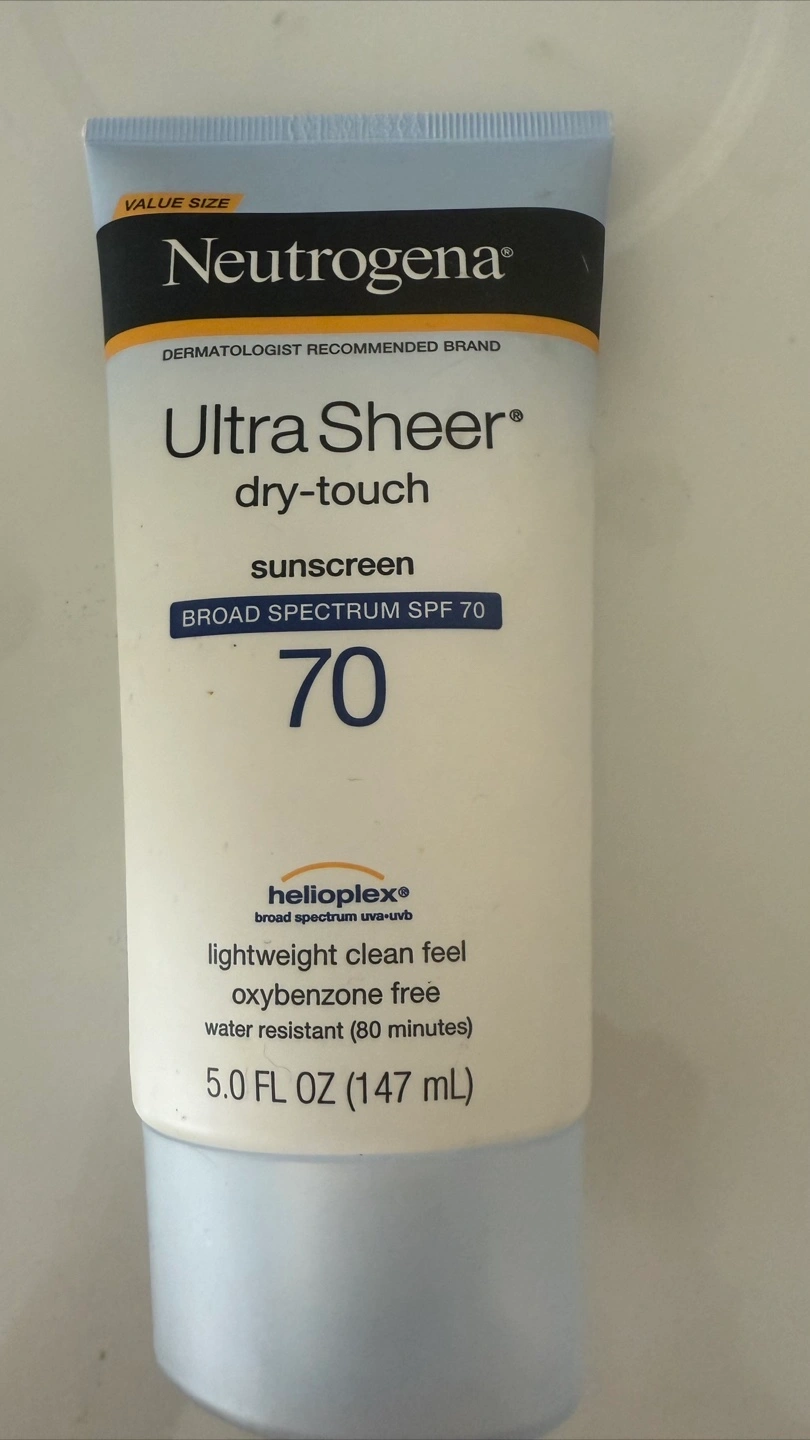 VALUE SIZE
Neutrogena®
DERMATOLOGIST RECOMMENDED BRAND
Ultra Sheer®
dry-touch
sunscreen
BROAD SPECTRUM SPF 70
70
helioplex®
broad spectrum uva•uvb
lightweight clean feel
oxybenzone free
water resistant (80 minutes)
5.0 FL OZ (147 mL)